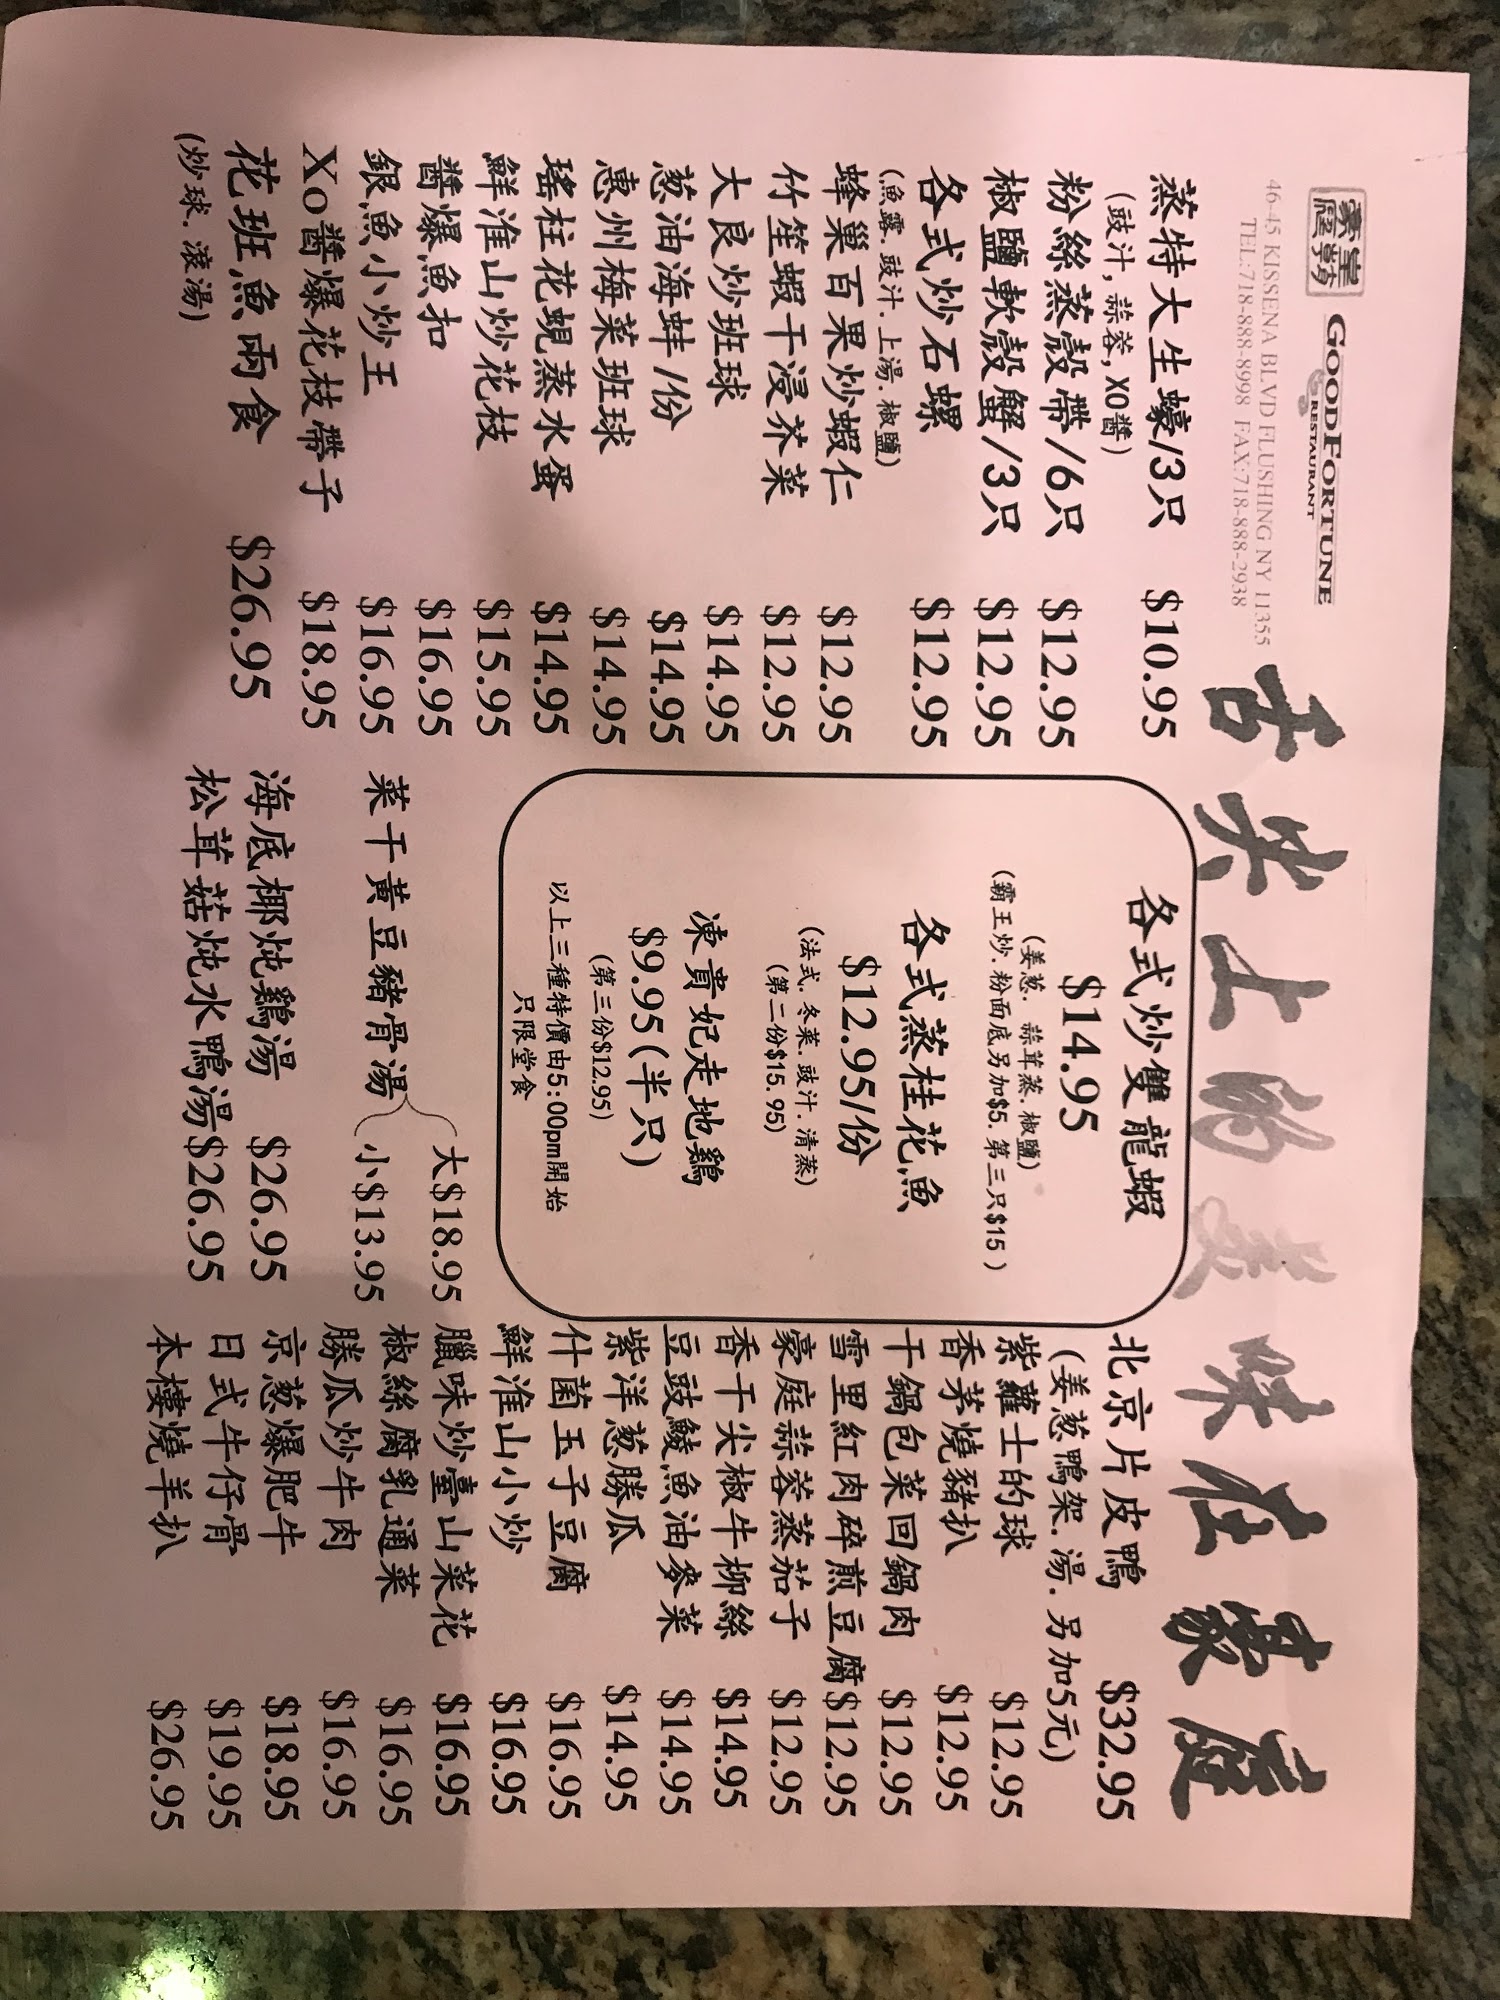 豪庭
酒樓
GOODFORTUNE
RESTAURANT
46-45 KISSENA BLVD FLUSHING NY 11355
TEL:718-888-8998 FAX:718-888-2938
舌尖上的美味在豪庭
蒸特大生蠔/3只 $10.95
(豉汁,蒜蓉,XO醬)
粉絲蒸殼帶/6只 $12.95
椒鹽軟殼蟹/3只 $12.95
各式炒石螺 $12.95
(魚露.豉汁.上湯.椒鹽)
蜂巢百果炒蝦仁 $12.95
竹笙蝦干浸芥菜 $12.95
大良炒班球 $14.95
葱油海蚌/份 $14.95
惠州梅菜班球 $14.95
瑤柱花蜆蒸水蛋 $14.95
鮮淮山炒花枝 $15.95
醬爆魚扣 $16.95
銀魚小炒王 $16.95
Xo醬爆花枝帶子 $18.95
花班魚兩食 $26.95
(炒球.滾湯)
各式炒雙龍蝦
$14.95
(姜葱.蒜茸蒸.椒鹽)
(霸王炒.粉面底另加$5.第三只$15)
各式蒸桂花魚
$12.95/份
(法式.冬菜.豉汁.清蒸)
(第二份$15.95)
凍貴妃走地鷄
$9.95(半只)
(第三份$12.95)
以上三種特價由5:00pm開始
只限堂食
菜干黃豆豬骨湯
大$18.95
小$13.95
海底椰炖鷄湯 $26.95
松茸菇炖水鴨湯$26.95
北京片皮鴨 $32.95
(姜葱鴨架.湯.另加5元)
紫蘿士的球 $12.95
香茅燒豬扒 $12.95
干鍋包菜回鍋肉 $12.95
雪里紅肉碎煎豆腐$12.95
豪庭蒜蓉蒸茄子 $12.95
香干尖椒牛柳絲 $14.95
豆豉鯪魚油麥菜 $14.95
紫洋葱勝瓜 $14.95
什菌玉子豆腐 $16.95
鮮淮山小炒 $16.95
臘味炒臺山菜花 $16.95
椒絲腐乳通菜 $16.95
勝瓜炒牛肉 $16.95
京葱爆肥牛 $18.95
日式牛仔骨 $19.95
本樓燒羊扒 $26.95